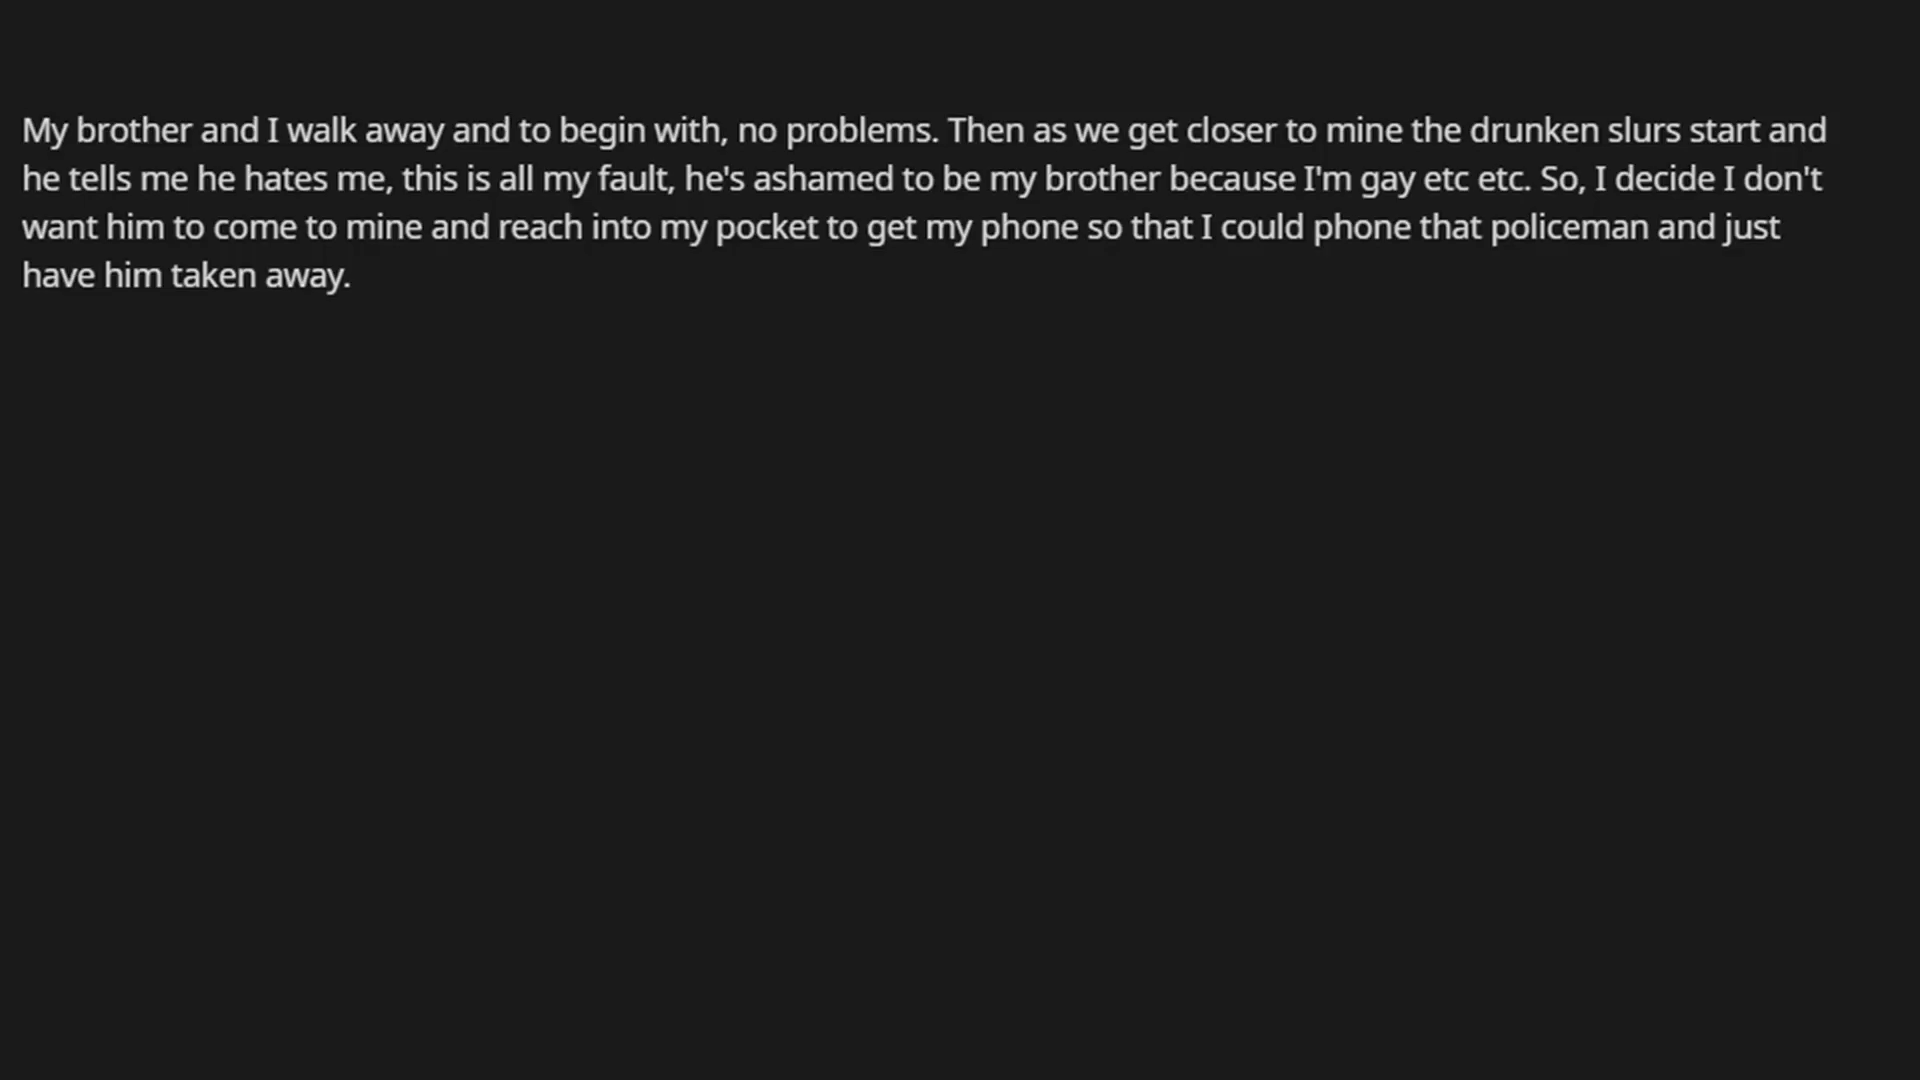 My brother and I walk away and to begin with, no problems. Then as we get closer to mine the drunken slurs start and
he tells me he hates me, this is all my fault, he's ashamed to be my brother because I'm gay etc etc. So, I decide I don't
want him to come to mine and reach into my pocket to get my phone so that I could phone that policeman and just
have him taken away.